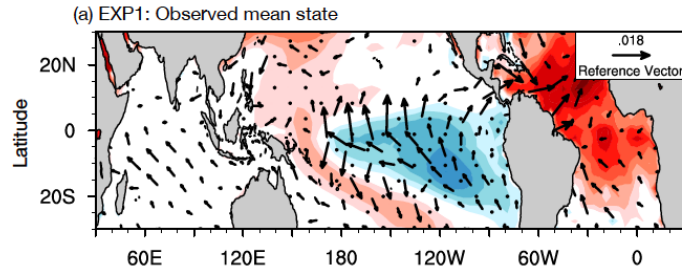 (a) EXP1: Observed mean state
.018
Reference Vector
Latitude
20N
0
20S
60E
120E
180
120W
60W
0